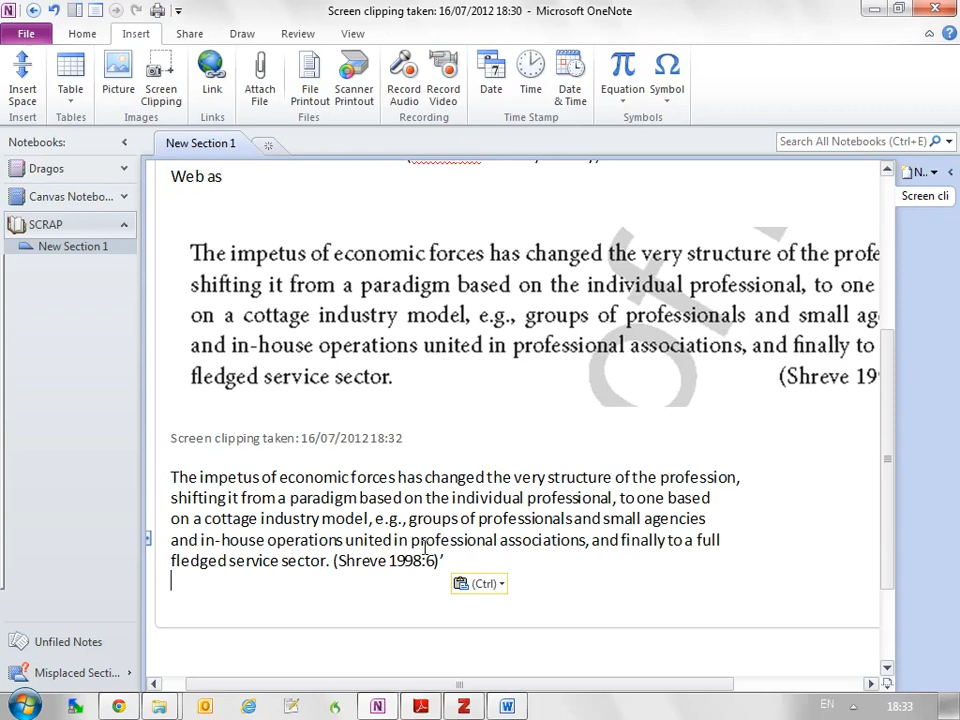 Screen clipping taken: 16/07/2012 18:30 - Microsoft OneNote
File Home Insert Share Draw Review View
Insert Space
Table
Picture
Screen Clipping
Link
Attach File
File Printout
Scanner Printout
Record Audio
Record Video
Date
Time
Date & Time
Equation
Symbol
Insert Tables Images Links Files Recording Time Stamp Symbols
Notebooks:
New Section 1
Search All Notebooks (Ctrl+E)
Dragos
Canvas Notebo...
SCRAP
New Section 1
N..
Screen cli
Web as
The impetus of economic forces has changed the very structure of the profe
shifting it from a paradigm based on the individual professional, to one
on a cottage industry model, e.g., groups of professionals and small ag
and in-house operations united in professional associations, and finally to
fledged service sector. (Shreve 19
of
Screen clipping taken: 16/07/2012 18:32
The impetus of economic forces has changed the very structure of the profession,
shifting it from a paradigm based on the individual professional, to one based
on a cottage industry model, e.g., groups of professionals and small agencies
and in-house operations united in professional associations, and finally to a full
fledged service sector. (Shreve 1998:6)’
(Ctrl)
Unfiled Notes
Misplaced Secti...
EN
18:33